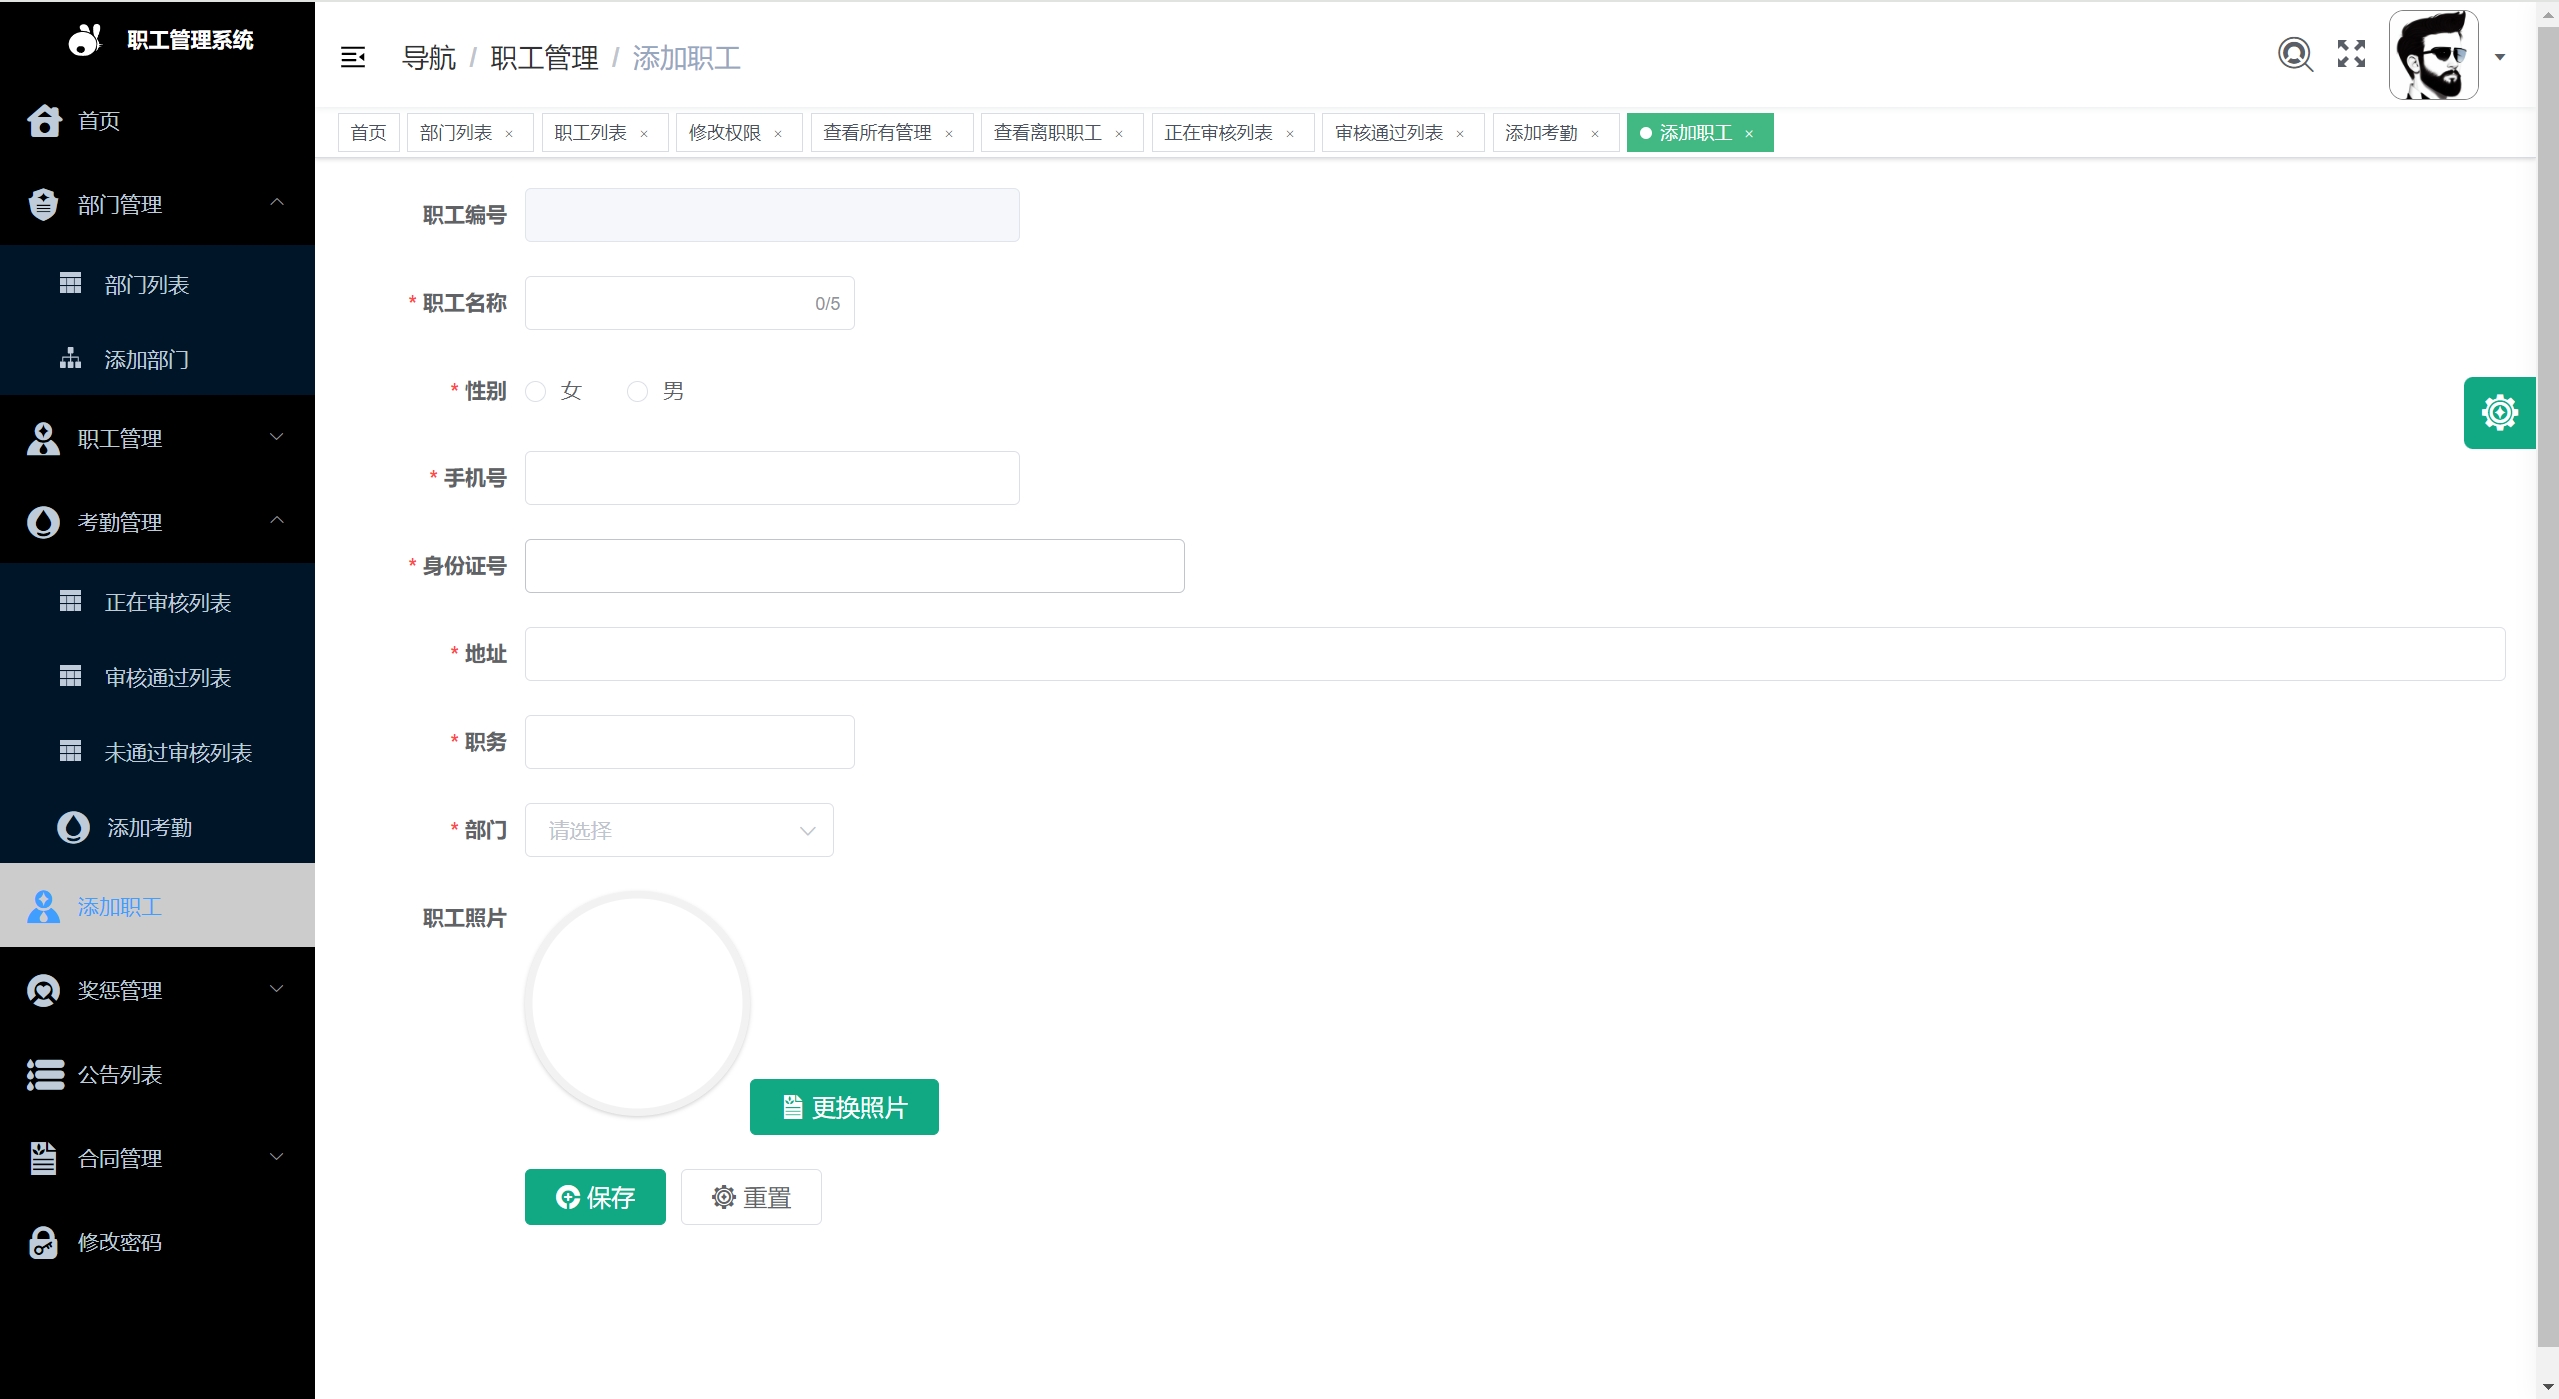 职工管理系统
首页
部门管理
部门列表
添加部门
职工管理
考勤管理
正在审核列表
审核通过列表
未通过审核列表
添加考勤
添加职工
奖惩管理
公告列表
合同管理
修改密码
导航 / 职工管理 / 添加职工
首页 部门列表 × 职工列表 × 修改权限 × 查看所有管理 × 查看离职职工 × 正在审核列表 × 审核通过列表 × 添加考勤 × 添加职工 ×
职工编号
* 职工名称 0/5
* 性别 女 男
* 手机号
* 身份证号
* 地址
* 职务
* 部门 请选择
职工照片
更换照片
保存 重置